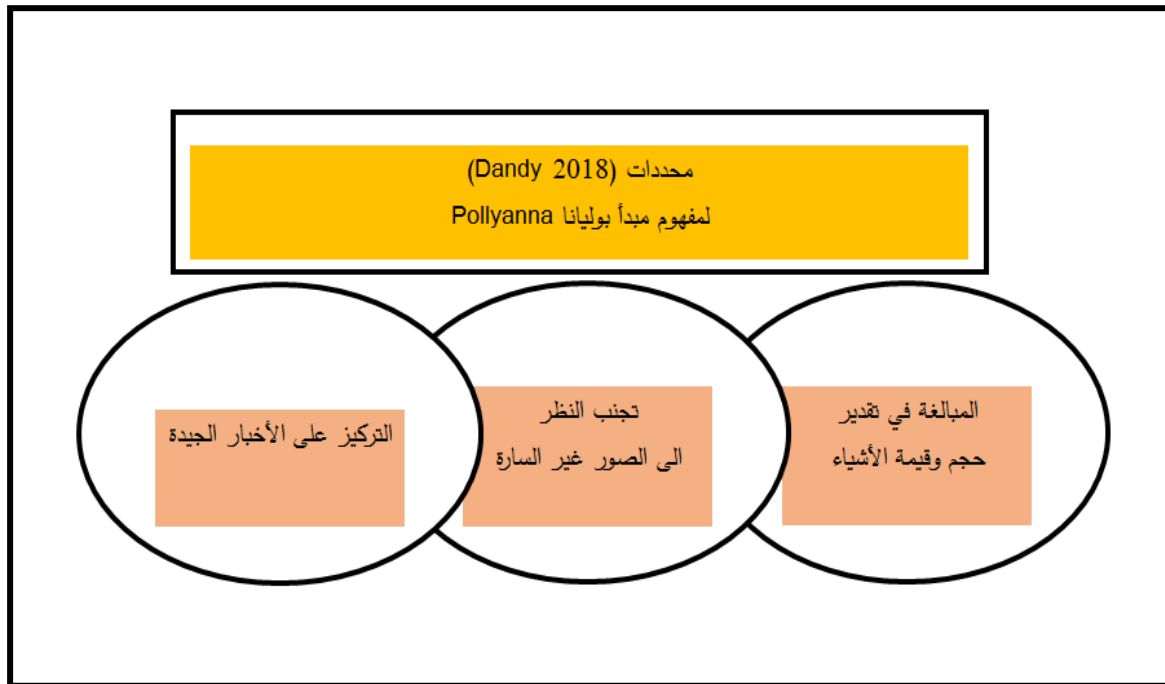 محددات (Dandy 2018)
لمفهوم مبدأ بوليانا Pollyanna
المبالغة في تقدير
حجم وقيمة الأشياء
تجنب النظر
الى الصور غير السارة
التركيز على الأخبار الجيدة